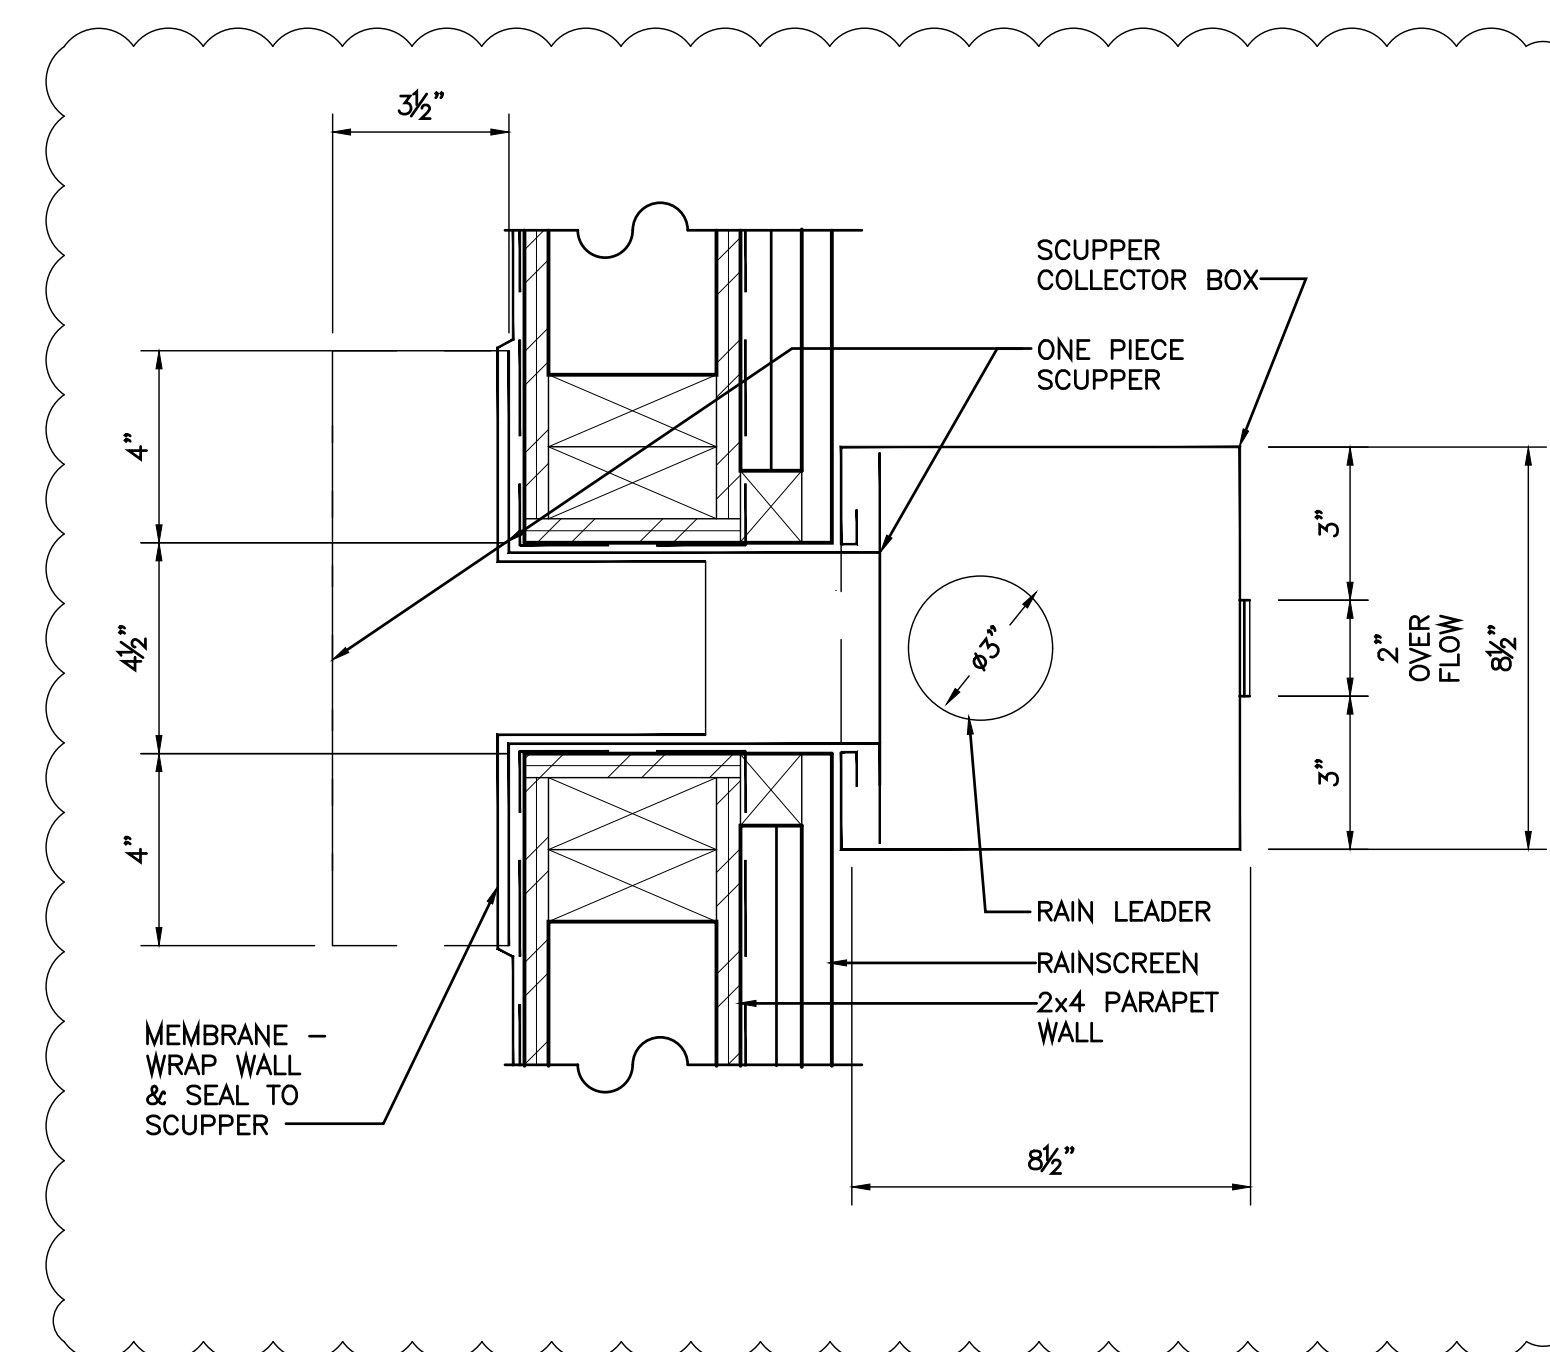 3½”
SCUPPER
COLLECTOR BOX
ONE PIECE
SCUPPER
4”
4½”
4”
3”
2”
OVER
FLOW
3”
8½”
ø3”
RAIN LEADER
RAINSCREEN
2x4 PARAPET
WALL
MEMBRANE –
WRAP WALL
& SEAL TO
SCUPPER
8½”